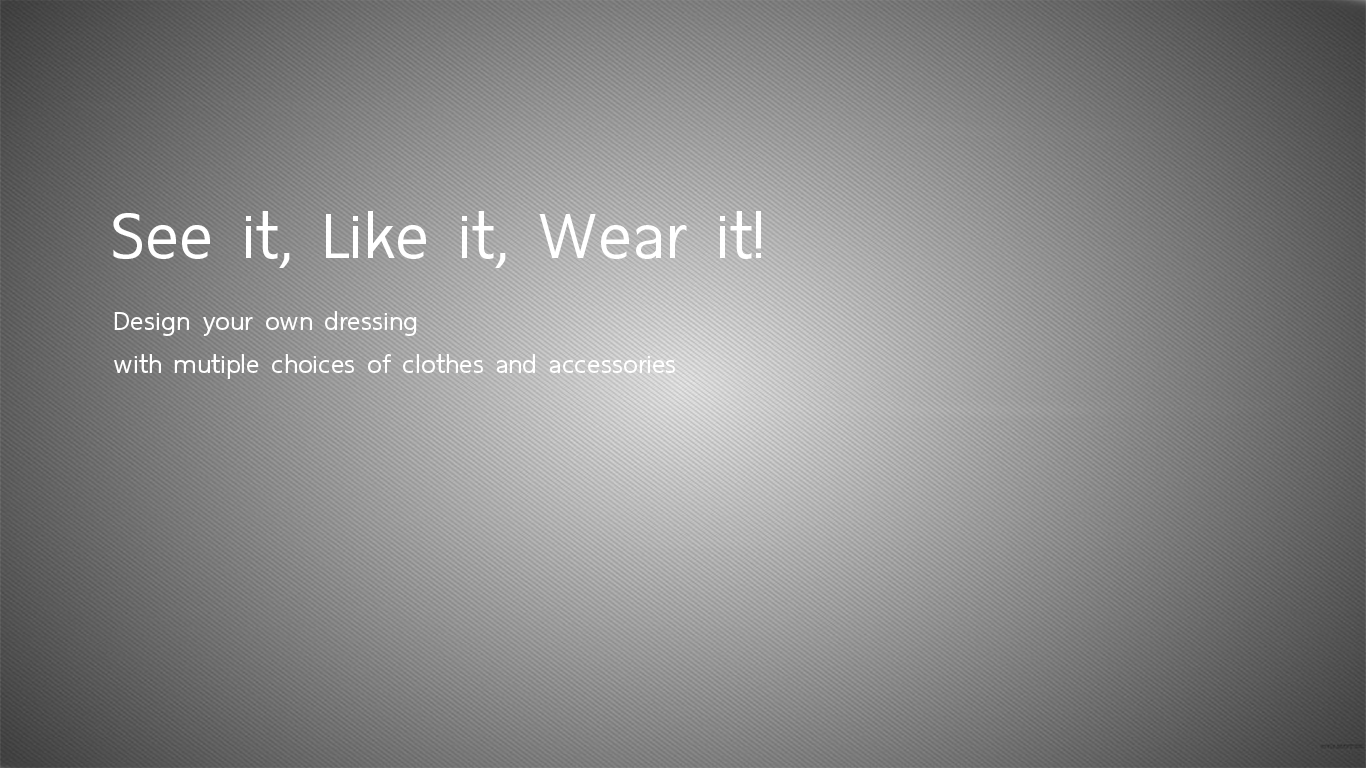 See it, Like it, Wear it!
Design your own dressing
with mutiple choices of clothes and accessories